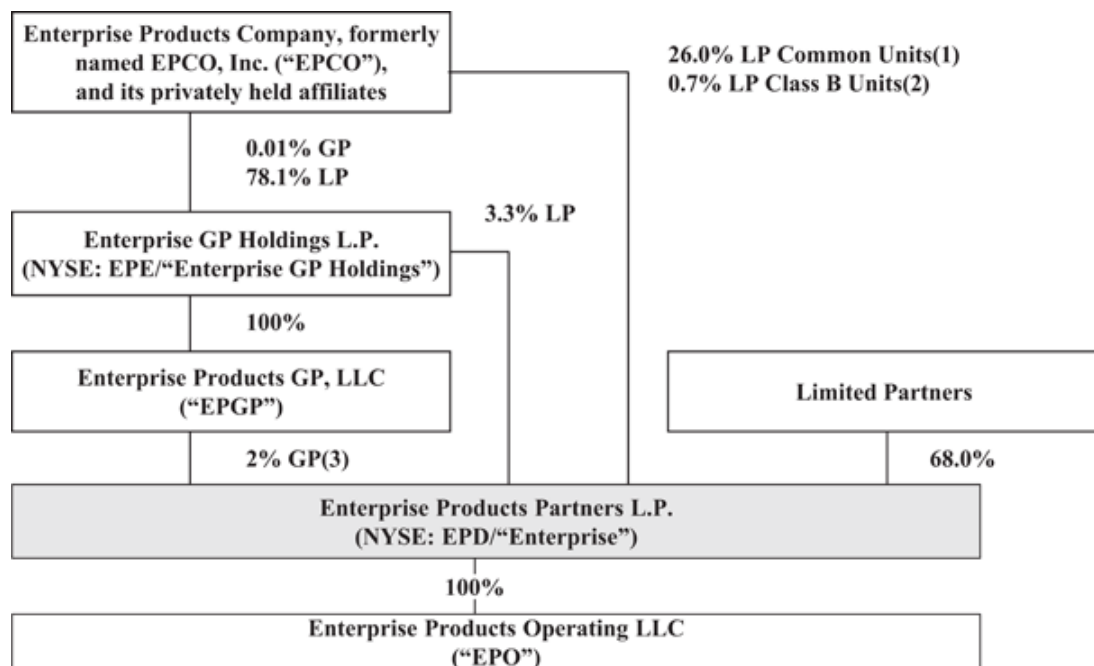 Enterprise Products Company, formerly
named EPCO, Inc. (“EPCO”),
and its privately held affiliates
26.0% LP Common Units(1)
0.7% LP Class B Units(2)
0.01% GP
78.1% LP
3.3% LP
Enterprise GP Holdings L.P.
(NYSE: EPE/“Enterprise GP Holdings”)
100%
Enterprise Products GP, LLC
(“EPGP”)
Limited Partners
2% GP(3)
68.0%
Enterprise Products Partners L.P.
(NYSE: EPD/“Enterprise”)
100%
Enterprise Products Operating LLC
(“EPO”)